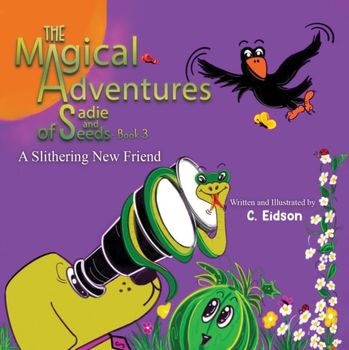 THE
Magical
Adventures
of Sadie and Seeds - Book 3
A Slithering New Friend
Written and Illustrated by
C. Eidson